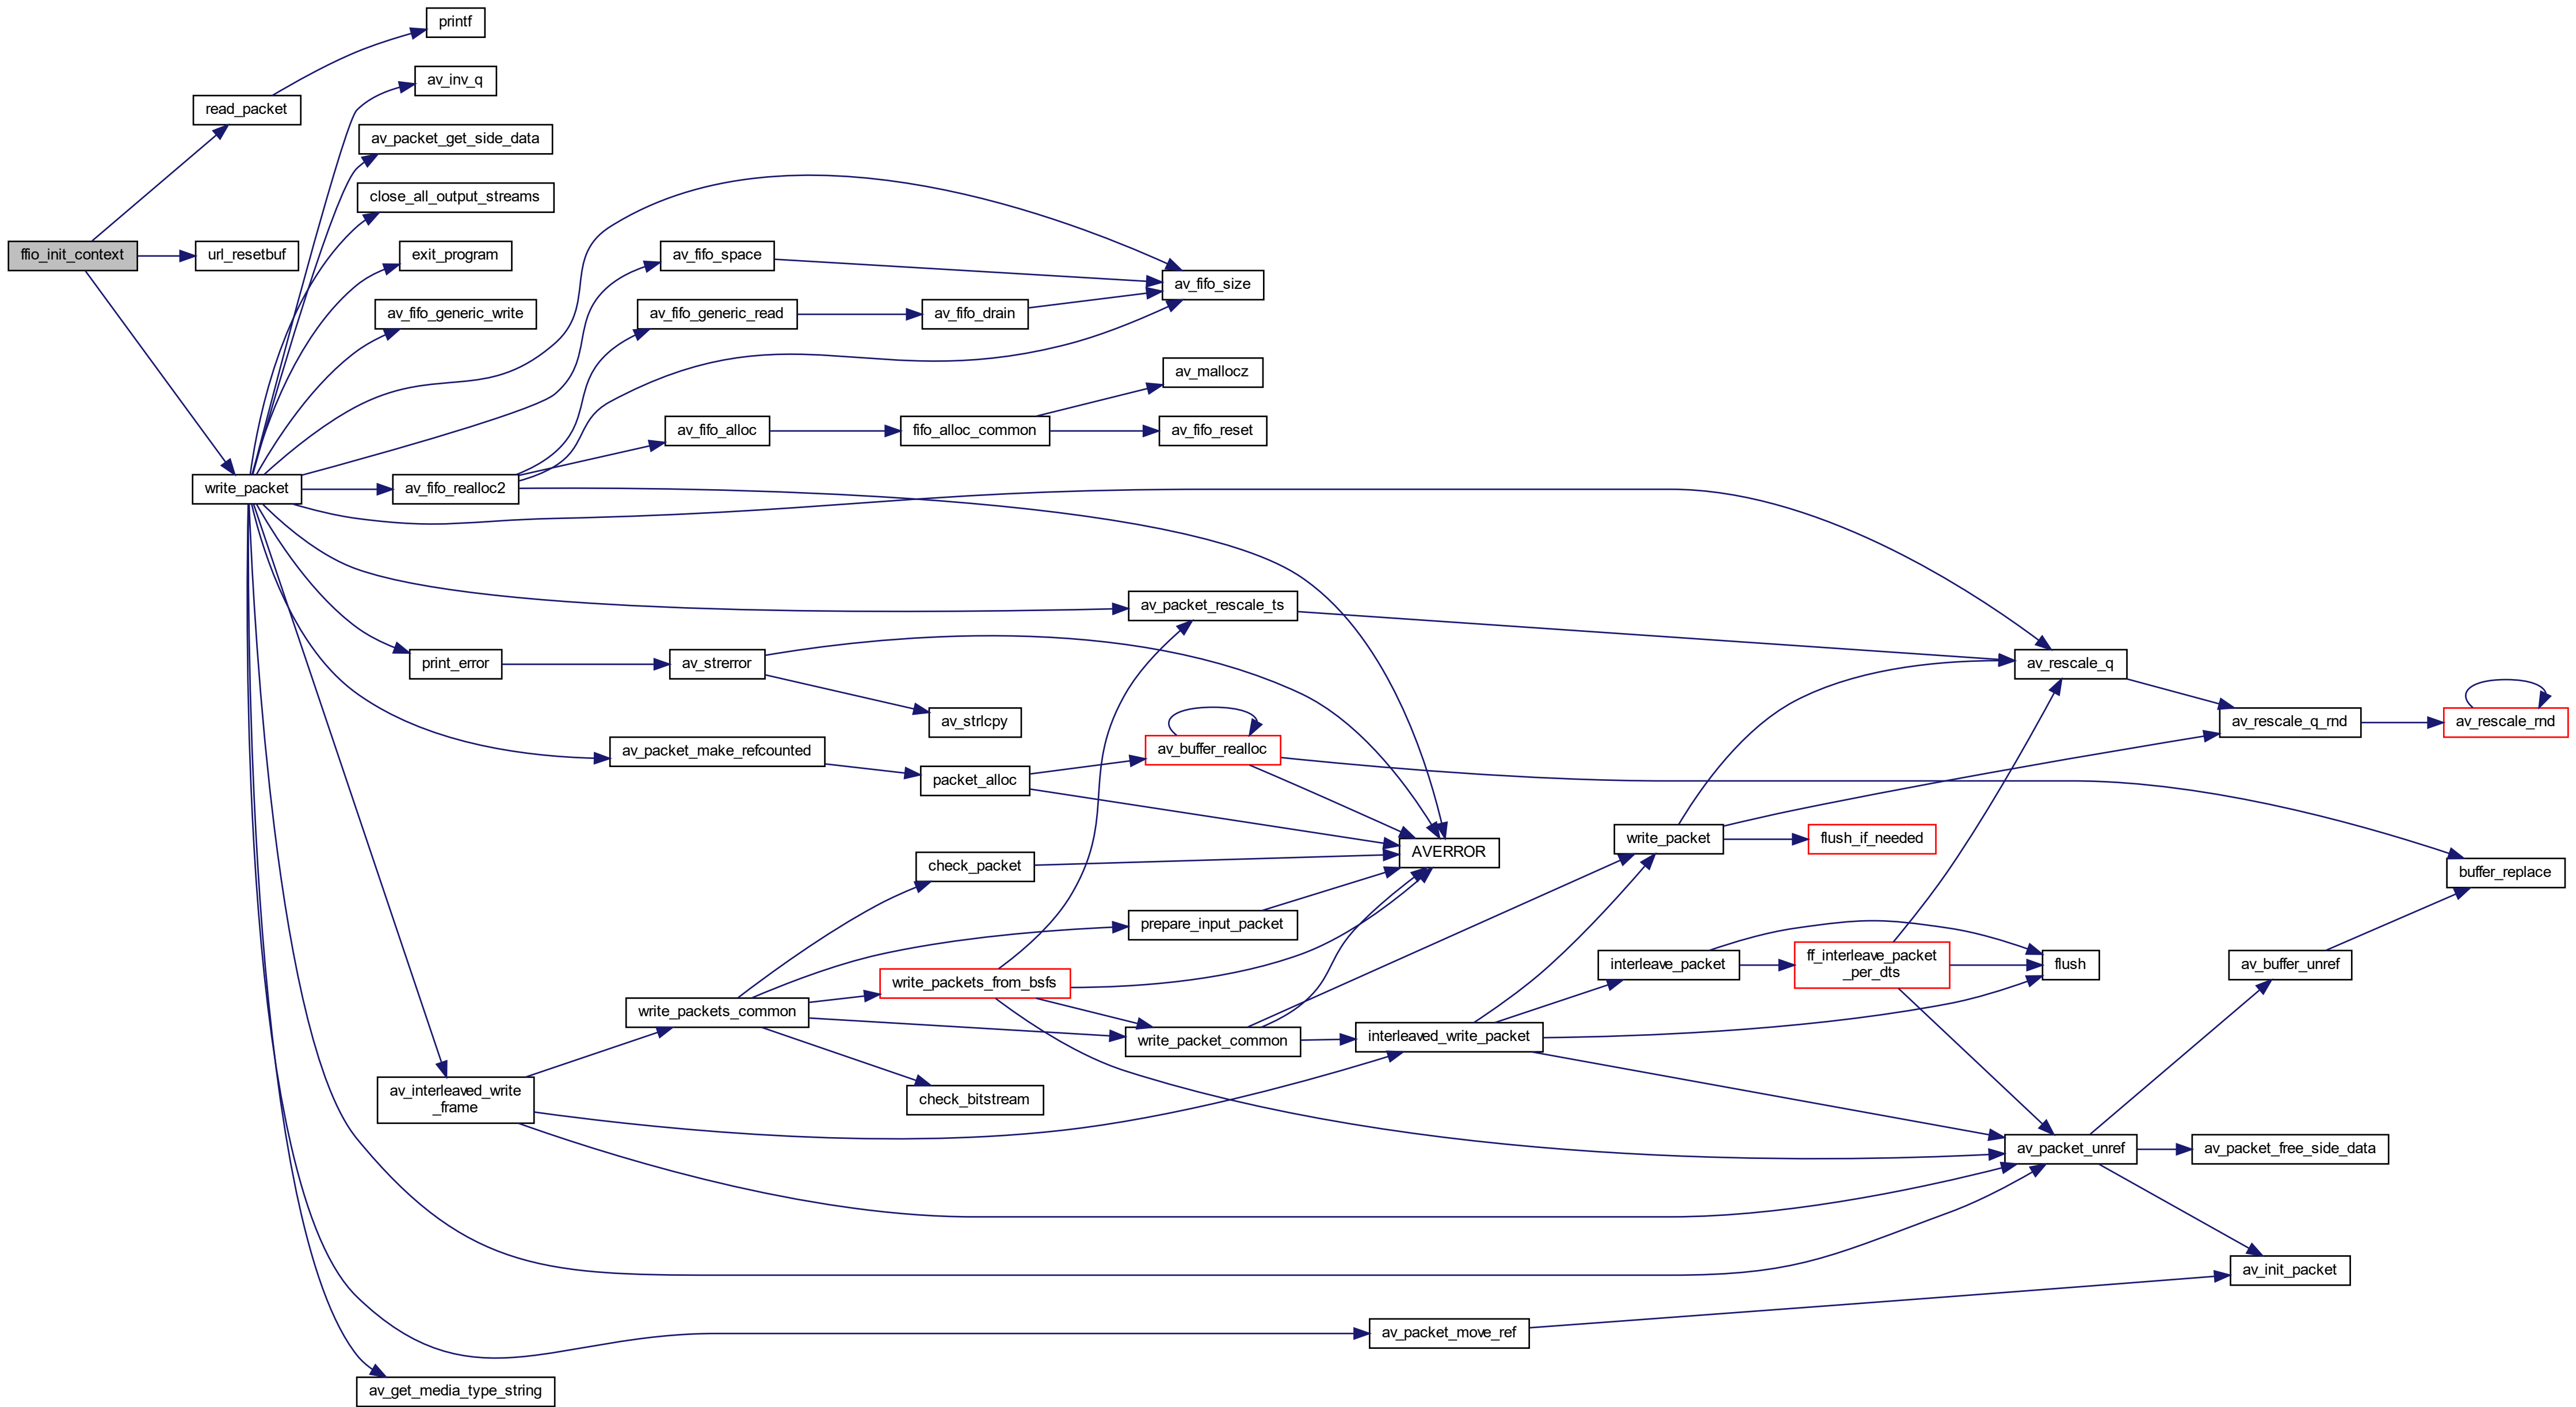 printf
av_inv_q
read_packet
av_packet_get_side_data
close_all_output_streams
ffio_init_context
url_resetbuf
exit_program
av_fifo_space
av_fifo_size
av_fifo_generic_write
av_fifo_generic_read
av_fifo_drain
av_mallocz
av_fifo_alloc
fifo_alloc_common
av_fifo_reset
write_packet
av_fifo_realloc2
av_packet_rescale_ts
print_error
av_strerror
av_rescale_q
av_strlcpy
av_rescale_q_rnd
av_rescale_rnd
av_packet_make_refcounted
av_buffer_realloc
packet_alloc
write_packet
flush_if_needed
AVERROR
check_packet
buffer_replace
prepare_input_packet
interleave_packet
ff_interleave_packet
_per_dts
flush
av_buffer_unref
write_packets_from_bsfs
write_packets_common
write_packet_common
interleaved_write_packet
av_interleaved_write
_frame
check_bitstream
av_packet_unref
av_packet_free_side_data
av_init_packet
av_packet_move_ref
av_get_media_type_string